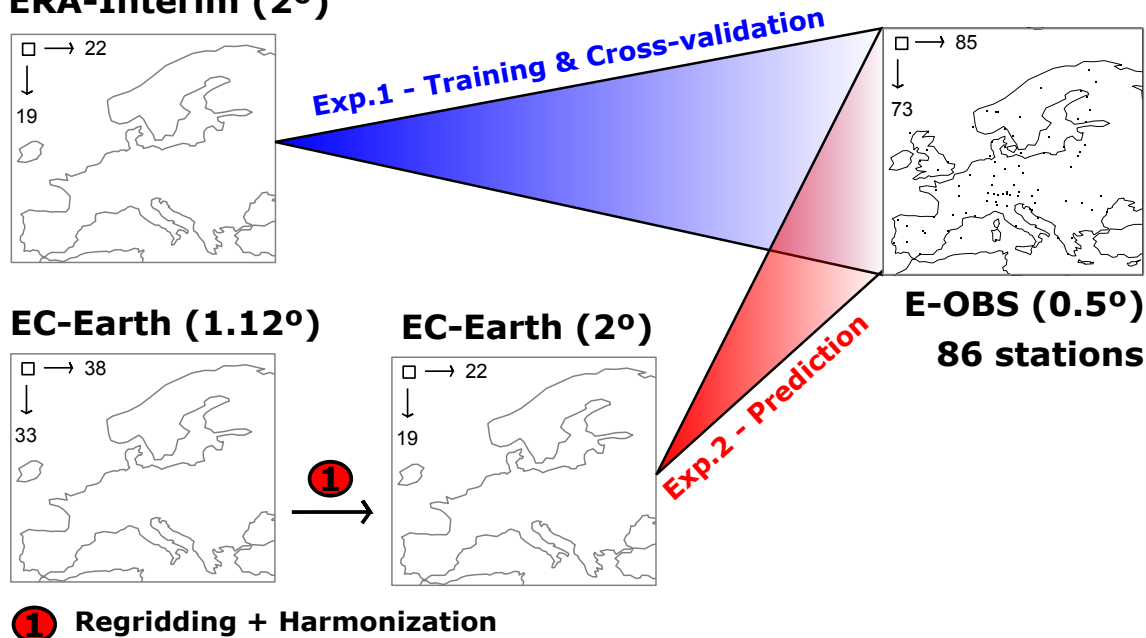 ERA-Interim (2º)
22
19
Exp.1 - Training & Cross-validation
85
73
E-OBS (0.5º)
86 stations
EC-Earth (1.12º)
38
33
1
EC-Earth (2º)
22
19
Exp.2 - Prediction
1 Regridding + Harmonization